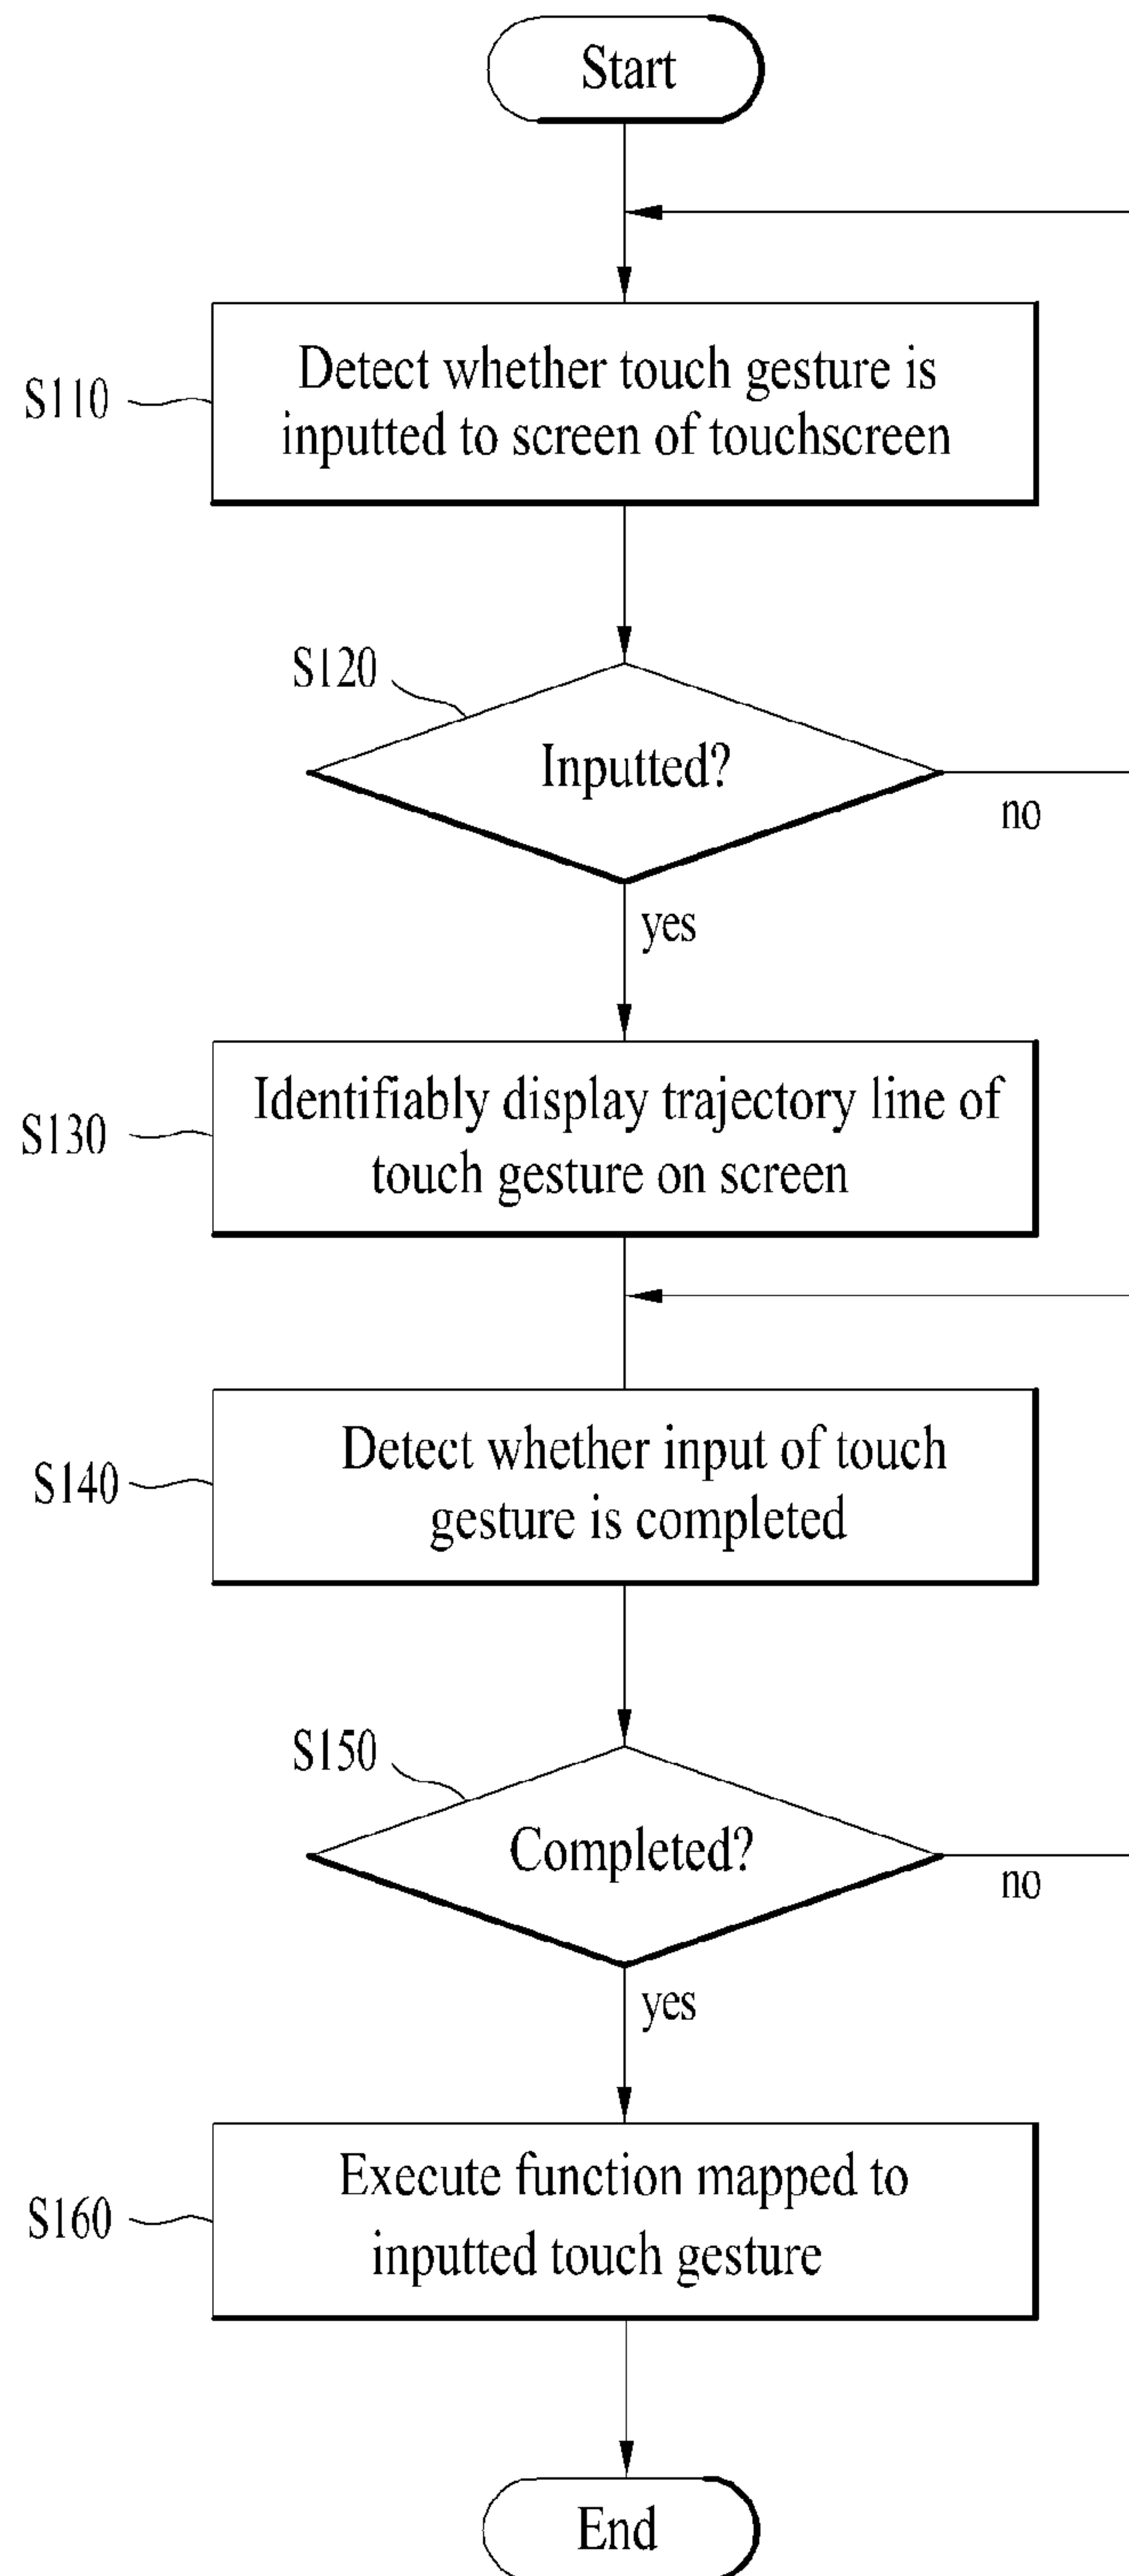 Start
S110
Detect whether touch gesture is
inputted to screen of touchscreen
S120
Inputted?
no
yes
S130
Identifiably display trajectory line of
touch gesture on screen
S140
Detect whether input of touch
gesture is completed
S150
Completed?
no
yes
S160
Execute function mapped to
inputted touch gesture
End